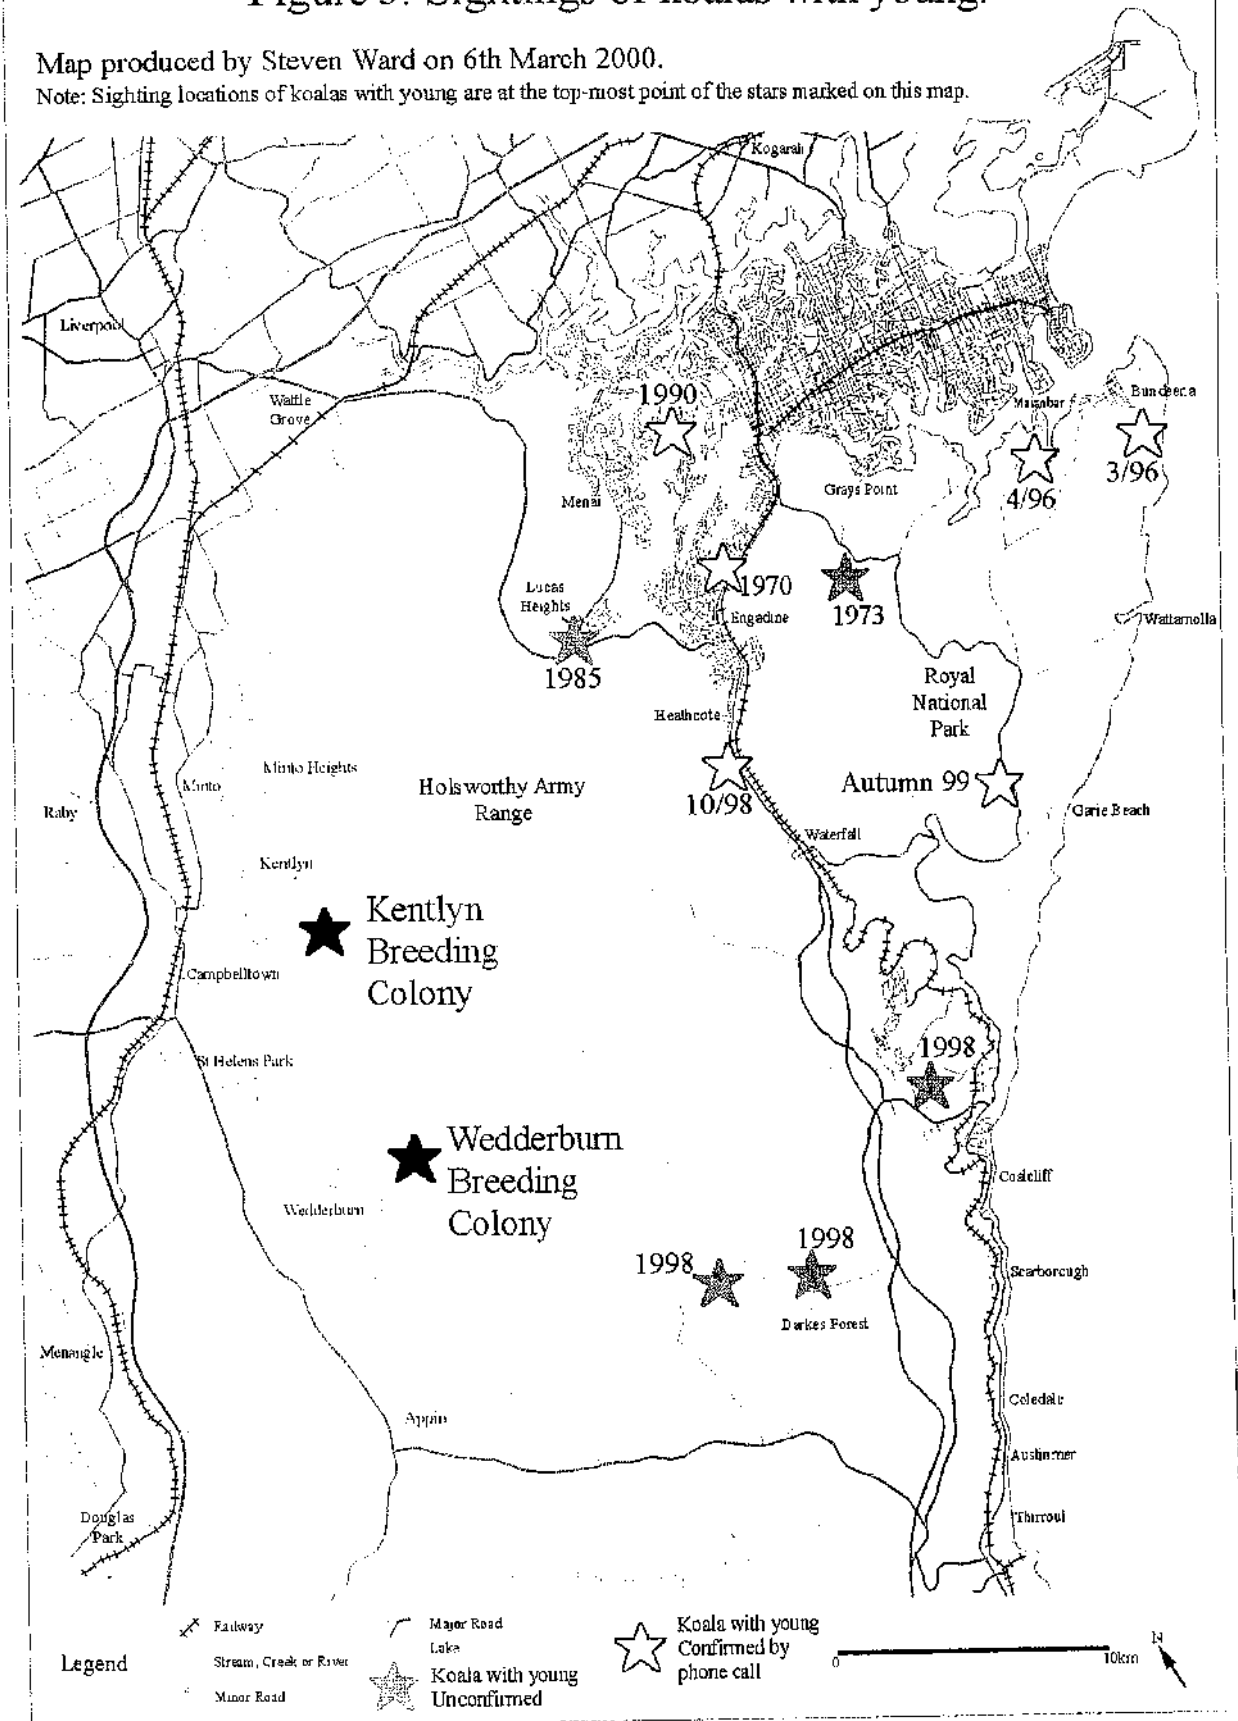 Figure 5: Sightings of koalas with young.
Map produced by Steven Ward on 6th March 2000.
Note: Sighting locations of koalas with young are at the top-most point of the stars marked on this map.
Kogarah
Liverpool
Wattle
Grove
1990
Maianbar
Bundeena
4/96
3/96
Menai
Grays Point
Lucas
Heights
1970
Engadine
1973
Wattamolla
1985
Royal
National
Park
Heathcote
Minto Heights
Minto
Holsworthy Army
Range
10/98
Autumn 99
Raby
Garie Beach
Waterfall
Kentlyn
Kentlyn
Breeding
Colony
Campbelltown
St Helens Park
1998
Wedderburn
Breeding
Colony
Coalcliff
Wedderburn
1998
1998
Scarborough
Darkes Forest
Menangle
Coledale
Appin
Austinmer
Douglas
Park
Thirroul
Legend
Railway
Stream, Creek or River
Minor Road
Major Road
Lake
Koala with young
Unconfirmed
Koala with young
Confirmed by
phone call
0
10km
N